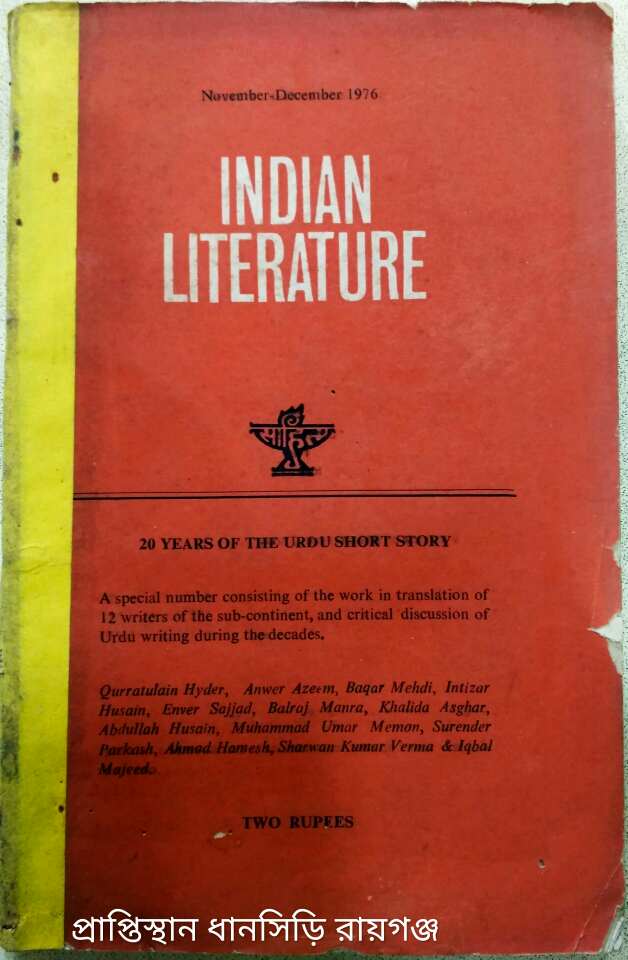 November-December 1976
INDIAN
LITERATURE
साहित्य
20 YEARS OF THE URDU SHORT STORY
A special number consisting of the work in translation of
12 writers of the sub-continent, and critical discussion of
Urdu writing during the decades.
Qurratulain Hyder, Anwer Azeem, Baqar Mehdi, Intizar
Husain, Enver Sajjad, Balraj Manra, Khalida Asghar,
Abdullah Husain, Muhammad Umar Memon, Surender
Parkash, Ahmad Hamesh, Sharwan Kumar Verma & Iqbal
Majeed.
TWO RUPEES
প্রাপ্তিস্থান ধানসিড়ি রায়গঞ্জ